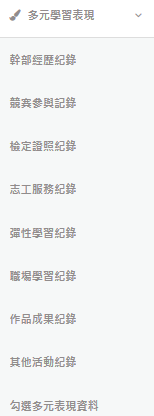 多元學習表現
幹部經歷紀錄
競賽參與記錄
檢定證照紀錄
志工服務紀錄
彈性學習紀錄
職場學習紀錄
作品成果紀錄
其他活動紀錄
勾選多元表現資料